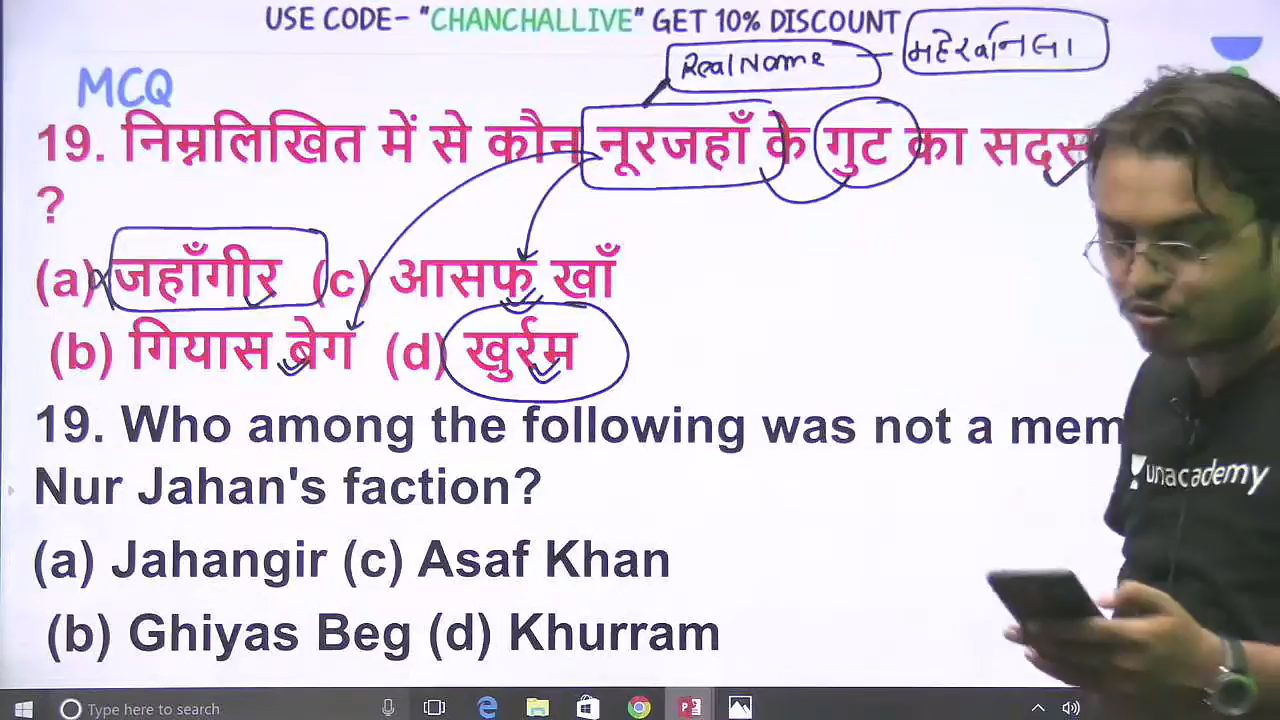 USE CODE- "CHANCHALLIVE" GET 10% DISCOUNT
Real Name
महेरवनिसा
MCQ
19. निम्नलिखित में से कौन नूरजहाँ के गुट का सदस
?
(a) जहाँगीर (c) आसफ खाँ
(b) गियास बेग (d) खुर्रम
19. Who among the following was not a mem
Nur Jahan's faction?
(a) Jahangir (c) Asaf Khan
(b) Ghiyas Beg (d) Khurram
unacademy
Type here to search